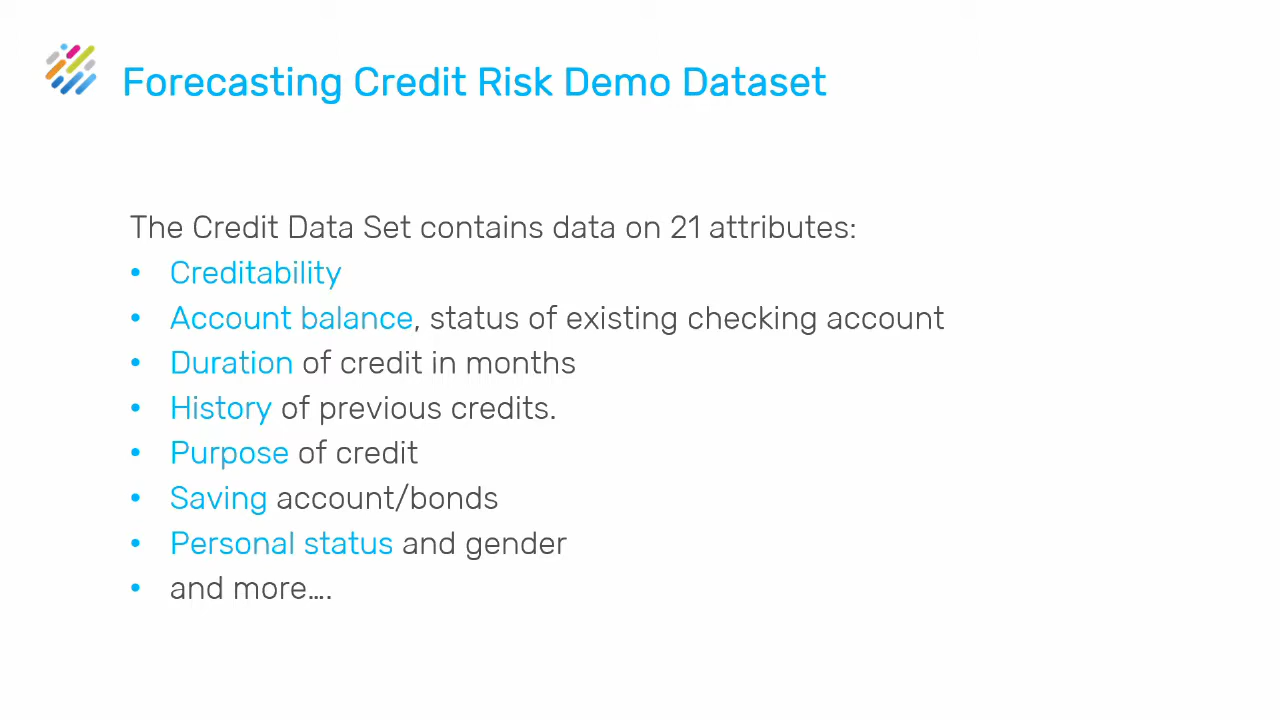 Forecasting Credit Risk Demo Dataset
The Credit Data Set contains data on 21 attributes:
• Creditability
• Account balance, status of existing checking account
• Duration of credit in months
• History of previous credits.
• Purpose of credit
• Saving account/bonds
• Personal status and gender
• and more....